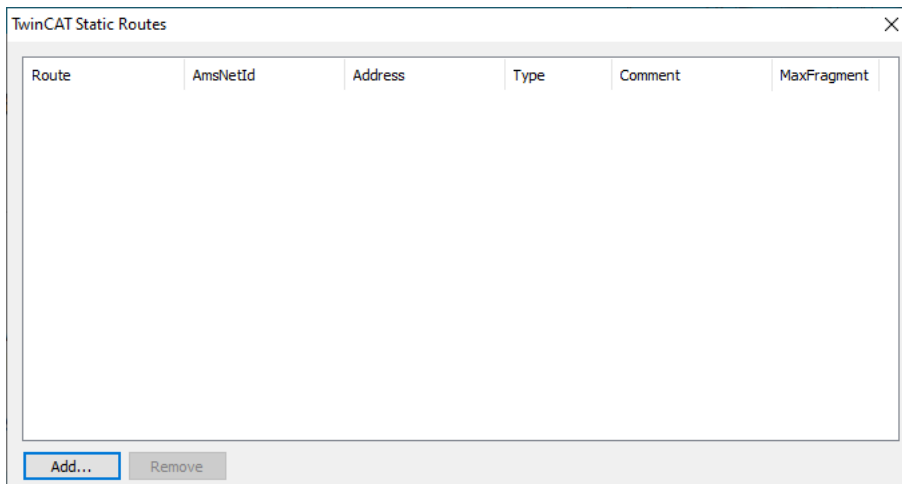 TwinCAT Static Routes
Route AmsNetId Address Type Comment MaxFragment
Add... Remove